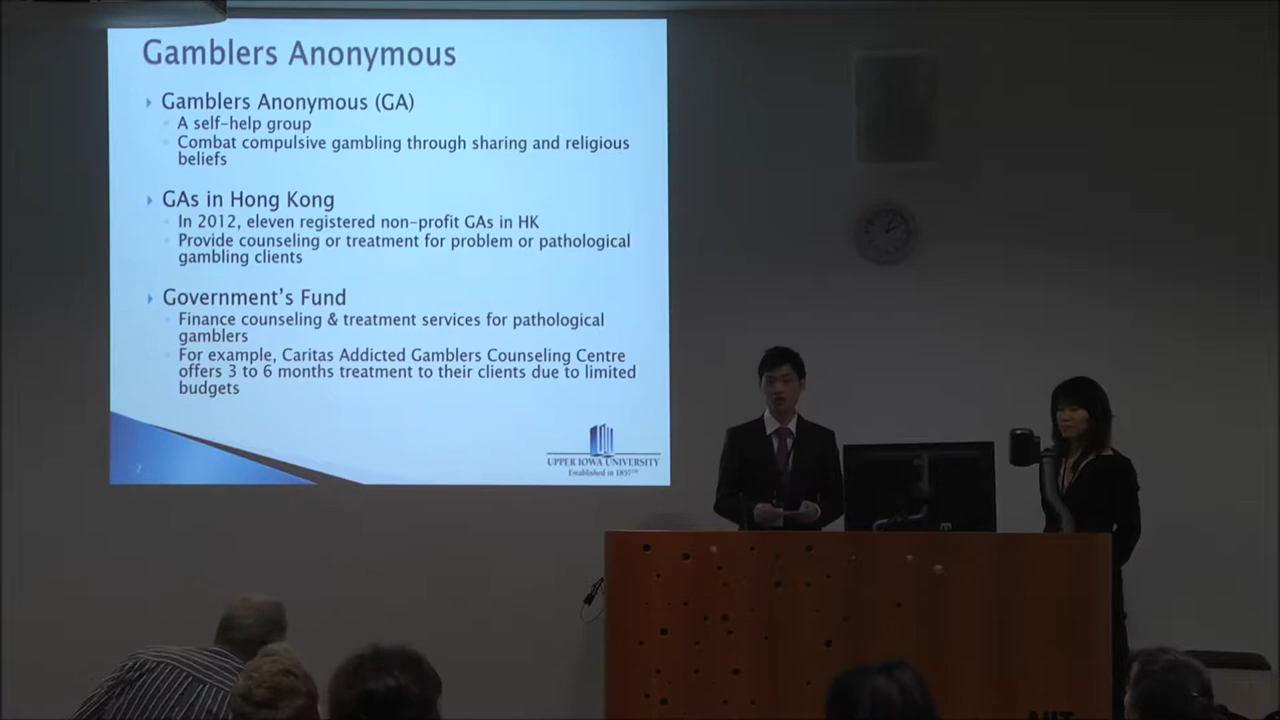 Gamblers Anonymous
Gamblers Anonymous (GA)
A self-help group
Combat compulsive gambling through sharing and religious
beliefs
GAs in Hong Kong
In 2012, eleven registered non-profit GAs in HK
Provide counseling or treatment for problem or pathological
gambling clients
Government's Fund
Finance counseling & treatment services for pathological
gamblers
For example, Caritas Addicted Gamblers Counseling Centre
offers 3 to 6 months treatment to their clients due to limited
budgets
UPPER IOWA UNIVERSITY
Established in 1857™